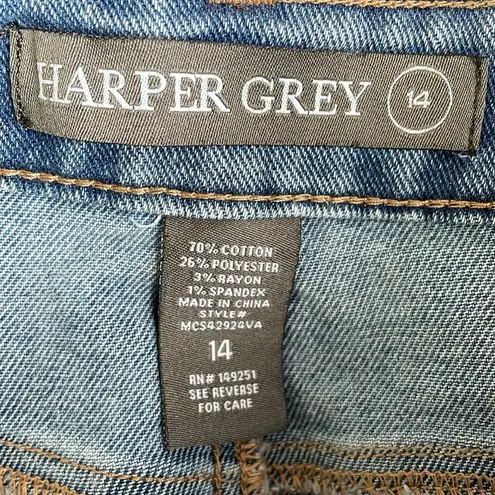 HARPER GREY 14
70% COTTON
26% POLYESTER
3% RAYON
1% SPANDEX
MADE IN CHINA
STYLE#
MCS42924VA
14
RN# 149251
SEE REVERSE
FOR CARE